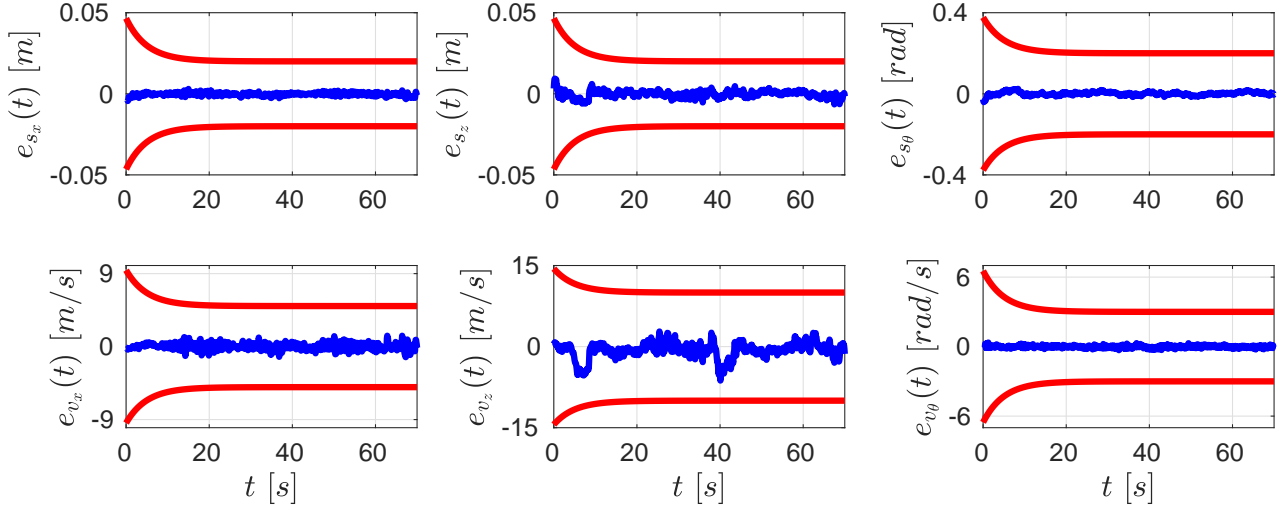 e_{s_x}(t) [m]
0.05
0
-0.05
0 20 40 60
e_{s_z}(t) [m]
0.05
0
-0.05
0 20 40 60
e_{s_θ}(t) [rad]
0.4
0
-0.4
0 20 40 60
e_{v_x}(t) [m/s]
9
0
-9
0 20 40 60
t [s]
e_{v_z}(t) [m/s]
15
0
-15
0 20 40 60
t [s]
e_{v_θ}(t) [rad/s]
6
0
-6
0 20 40 60
t [s]